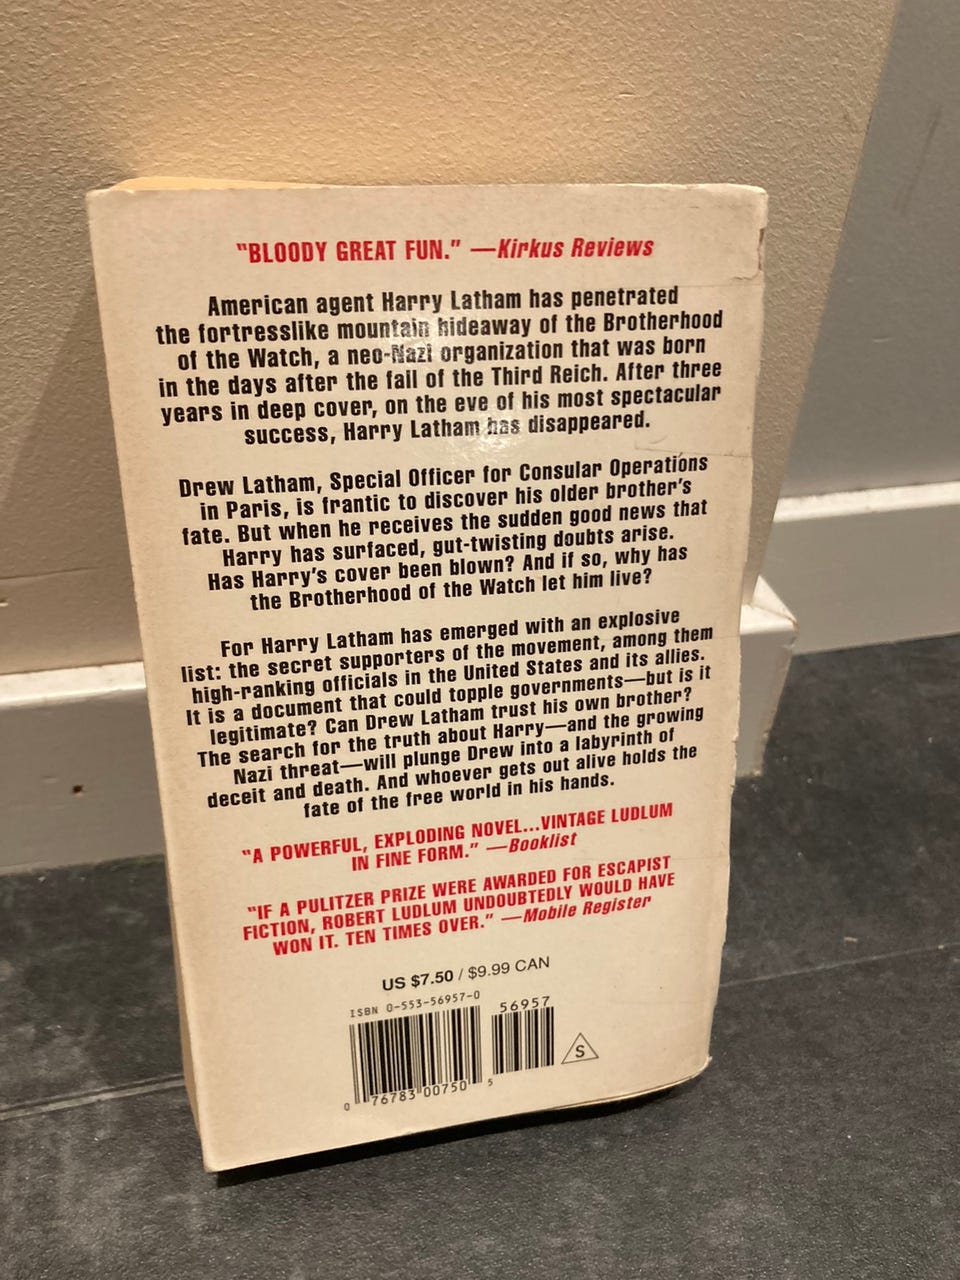 "BLOODY GREAT FUN." —Kirkus Reviews
American agent Harry Latham has penetrated
the fortresslike mountain hideaway of the Brotherhood
of the Watch, a neo-Nazi organization that was born
in the days after the fall of the Third Reich. After three
years in deep cover, on the eve of his most spectacular
success, Harry Latham has disappeared.
Drew Latham, Special Officer for Consular Operations
in Paris, is frantic to discover his older brother's
fate. But when he receives the sudden good news that
Harry has surfaced, gut-twisting doubts arise.
Has Harry's cover been blown? And if so, why has
the Brotherhood of the Watch let him live?
For Harry Latham has emerged with an explosive
list: the secret supporters of the movement, among them
high-ranking officials in the United States and its allies.
It is a document that could topple governments—but is it
legitimate? Can Drew Latham trust his own brother?
The search for the truth about Harry—and the growing
Nazi threat—will plunge Drew into a labyrinth of
deceit and death. And whoever gets out alive holds the
fate of the free world in his hands.
"A POWERFUL, EXPLODING NOVEL...VINTAGE LUDLUM
IN FINE FORM." —Booklist
"IF A PULITZER PRIZE WERE AWARDED FOR ESCAPIST
FICTION, ROBERT LUDLUM UNDOUBTEDLY WOULD HAVE
WON IT. TEN TIMES OVER." —Mobile Register
US $7.50 / $9.99 CAN
ISBN 0-553-56957-0
56957
S
0 76783 00750 5